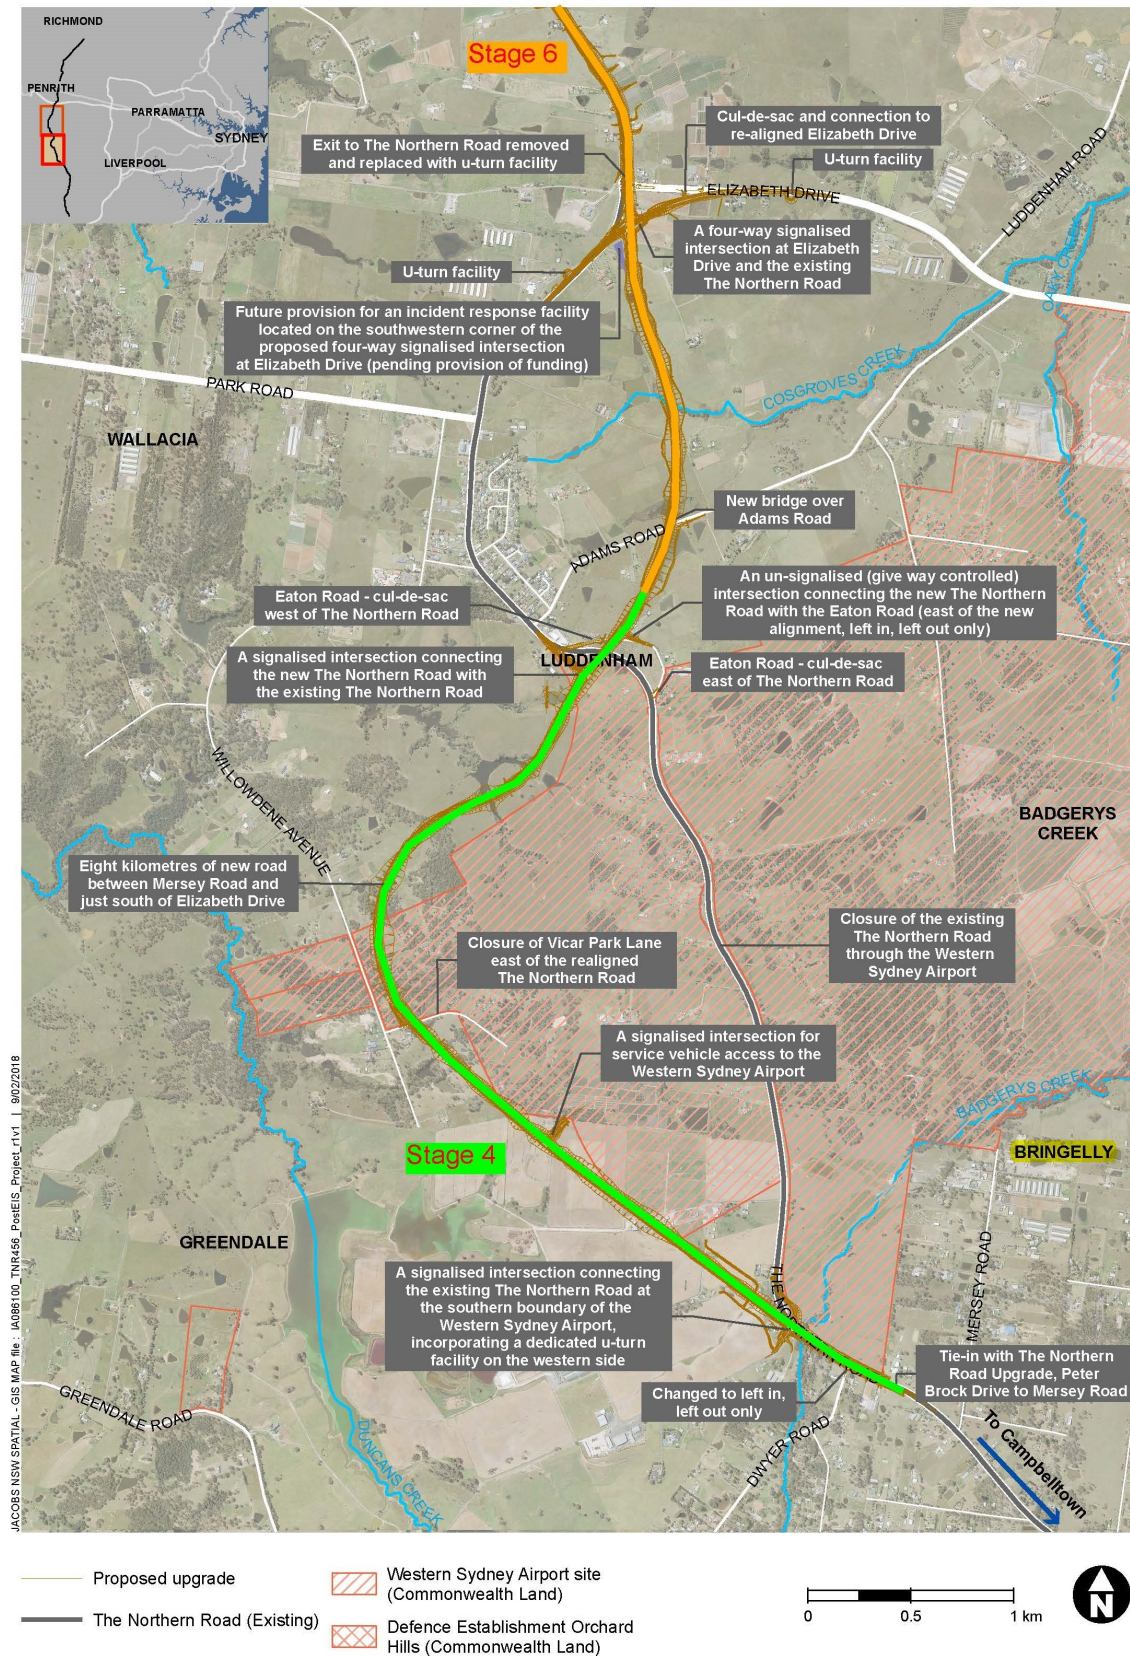 RICHMOND
PENRITH
PARRAMATTA
SYDNEY
LIVERPOOL
Stage 6
Cul-de-sac and connection to
re-aligned Elizabeth Drive
Exit to The Northern Road removed
and replaced with u-turn facility
U-turn facility
ELIZABETH DRIVE
LUDDENHAM ROAD
A four-way signalised
intersection at Elizabeth
Drive and the existing
The Northern Road
OAKY CREEK
U-turn facility
Future provision for an incident response facility
located on the southwestern corner of the
proposed four-way signalised intersection
at Elizabeth Drive (pending provision of funding)
COSGROVES CREEK
PARK ROAD
WALLACIA
New bridge over
Adams Road
ADAMS ROAD
Eaton Road - cul-de-sac
west of The Northern Road
An un-signalised (give way controlled)
intersection connecting the new The Northern
Road with the Eaton Road (east of the new
alignment, left in, left out only)
LUDDENHAM
A signalised intersection connecting
the new The Northern Road with
the existing The Northern Road
Eaton Road - cul-de-sac
east of The Northern Road
WILLOWDENE AVENUE
BADGERYS
CREEK
Eight kilometres of new road
between Mersey Road and
just south of Elizabeth Drive
Closure of the existing
The Northern Road
through the Western
Sydney Airport
Closure of Vicar Park Lane
east of the realigned
The Northern Road
A signalised intersection for
service vehicle access to the
Western Sydney Airport
BADGERYS CREEK
Stage 4
BRINGELLY
GREENDALE
MERSEY ROAD
A signalised intersection connecting
the existing The Northern Road at
the southern boundary of the
Western Sydney Airport,
incorporating a dedicated u-turn
facility on the western side
THE NO
Tie-in with The Northern
Road Upgrade, Peter
Brock Drive to Mersey Road
Changed to left in,
left out only
GREENDALE ROAD
DUNCANS CREEK
DWYER ROAD
To Campbelltown
JACOBS NSW SPATIAL - GIS MAP file : IA086100_TNR456_PostEIS_Project_r1v1 | 9/02/2018
Proposed upgrade
The Northern Road (Existing)
Western Sydney Airport site
(Commonwealth Land)
Defence Establishment Orchard
Hills (Commonwealth Land)
0 0.5 1 km
N